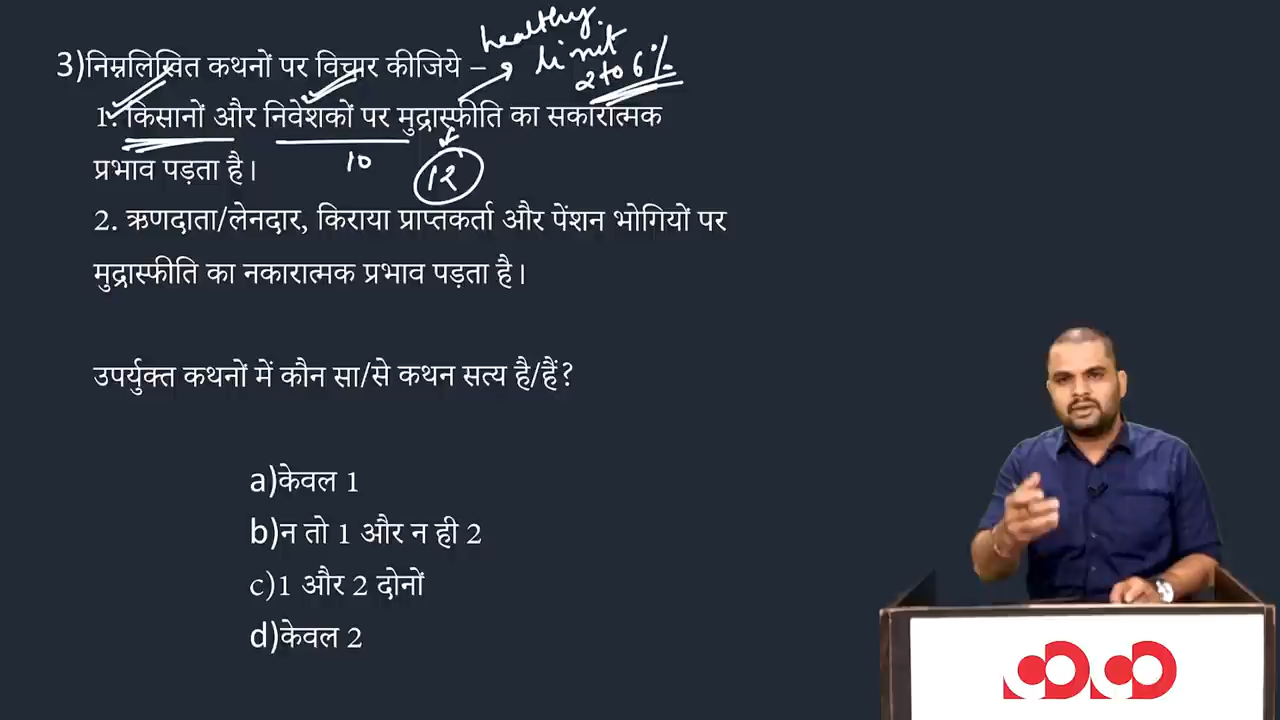 healthy.
limit
2 to 6%
3)निम्नलिखित कथनों पर विचार कीजिये –
1. किसानों और निवेशकों पर मुद्रास्फीति का सकारात्मक
प्रभाव पड़ता है।
10
12
2. ऋणदाता/लेनदार, किराया प्राप्तकर्ता और पेंशन भोगियों पर
मुद्रास्फीति का नकारात्मक प्रभाव पड़ता है।
उपर्युक्त कथनों में कौन सा/से कथन सत्य है/हैं?
a)केवल 1
b)न तो 1 और न ही 2
c)1 और 2 दोनों
d)केवल 2